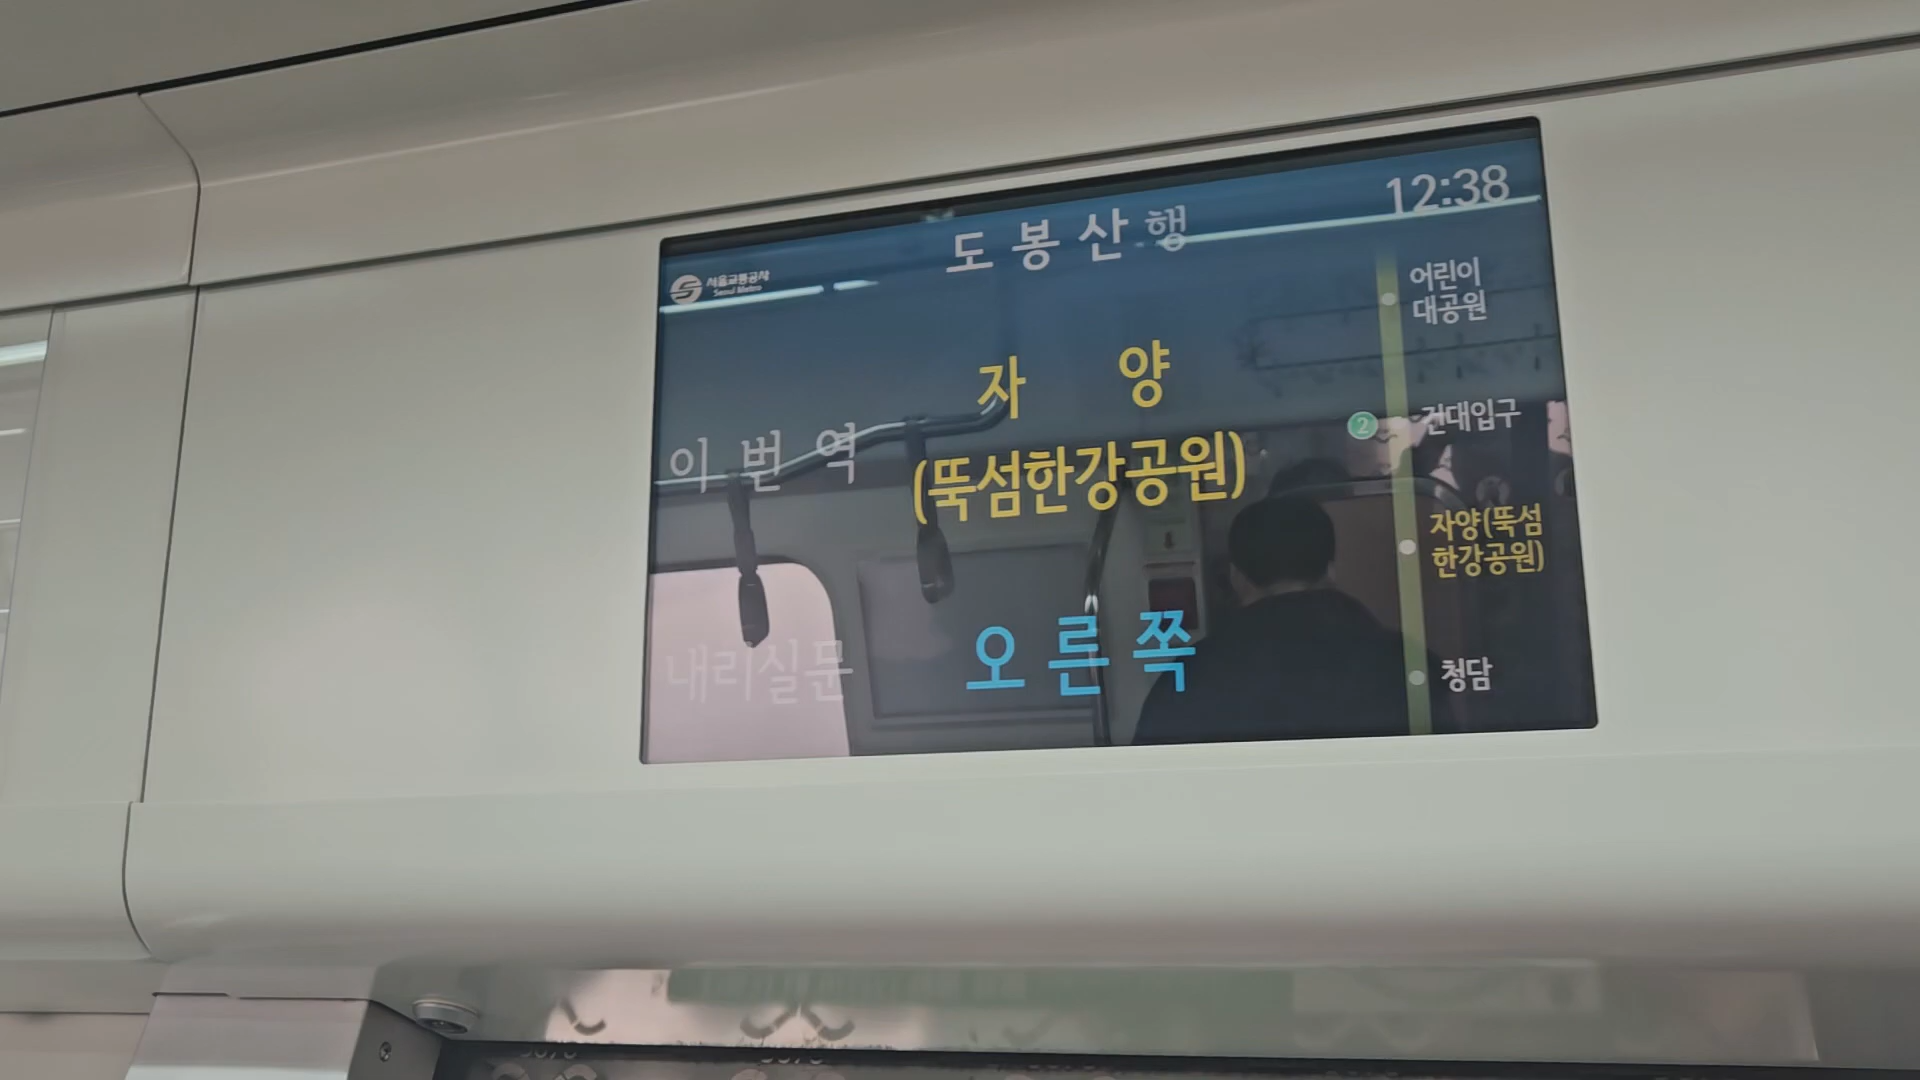 12:38
도봉산행
서울교통공사
Seoul Metro
이번역
자 양
(뚝섬한강공원)
내리실문
오른쪽
어린이
대공원
2
건대입구
자양(뚝섬
한강공원)
청담